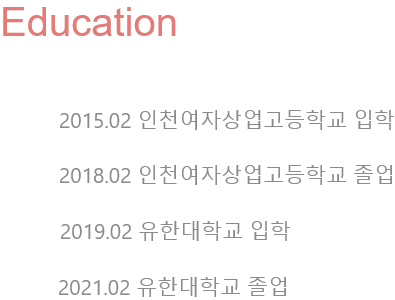 Education
2015.02 인천여자상업고등학교 입학
2018.02 인천여자상업고등학교 졸업
2019.02 유한대학교 입학
2021.02 유한대학교 졸업